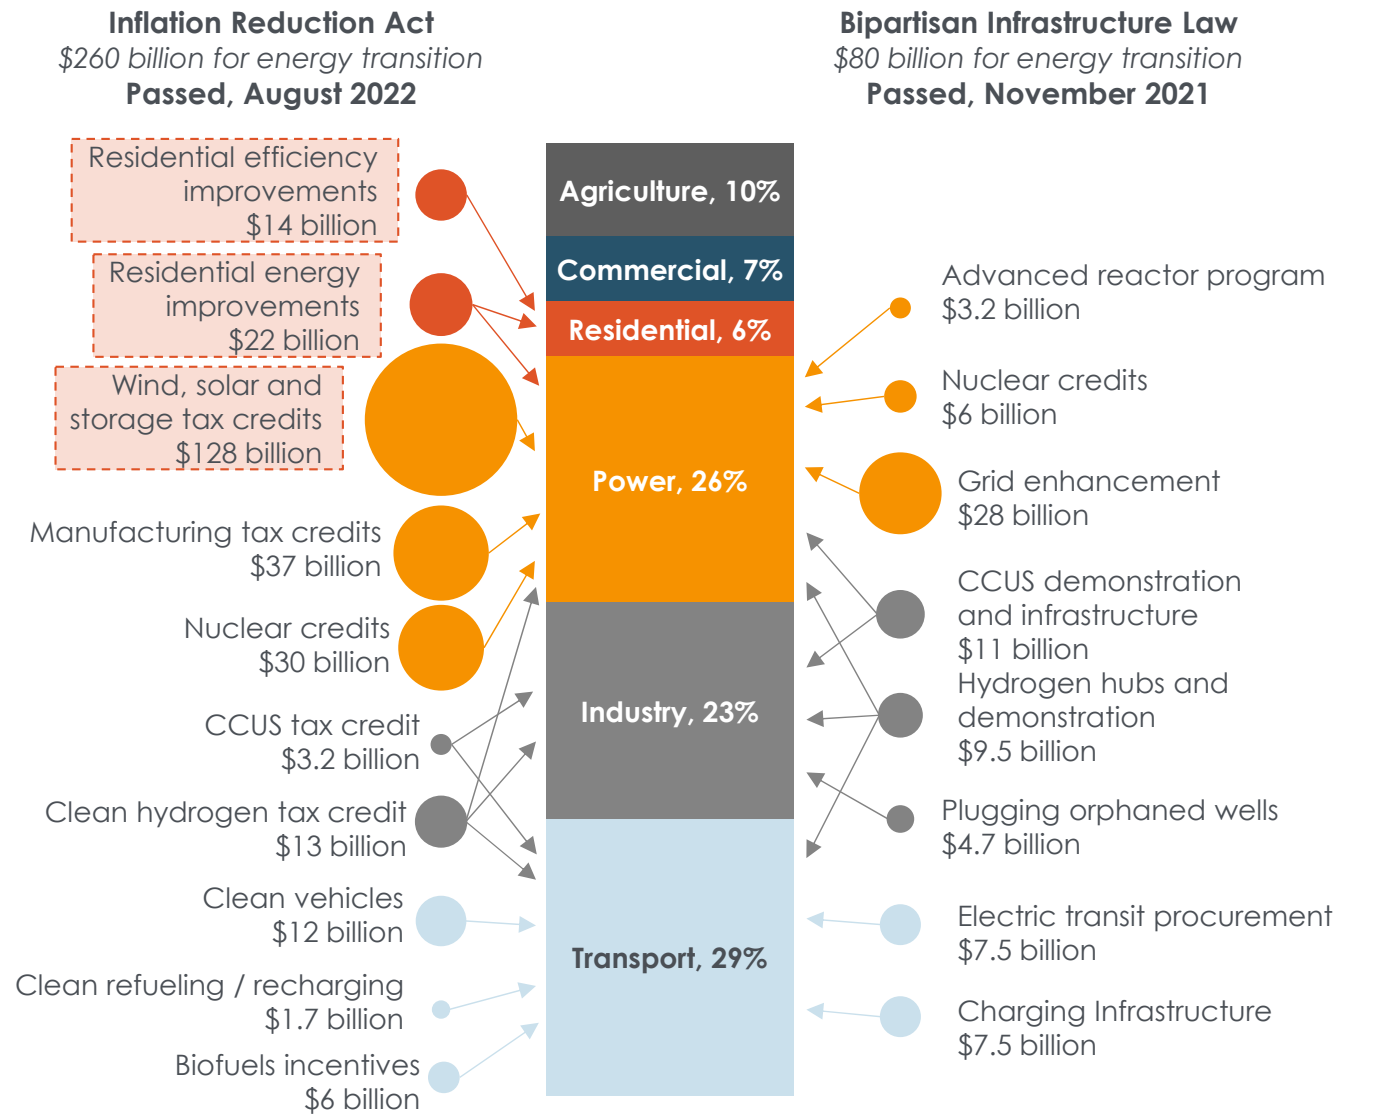 Inflation Reduction Act
$260 billion for energy transition
Passed, August 2022
Bipartisan Infrastructure Law
$80 billion for energy transition
Passed, November 2021
Residential efficiency
improvements
$14 billion
Residential energy
improvements
$22 billion
Wind, solar and
storage tax credits
$128 billion
Manufacturing tax credits
$37 billion
Nuclear credits
$30 billion
CCUS tax credit
$3.2 billion
Clean hydrogen tax credit
$13 billion
Clean vehicles
$12 billion
Clean refueling / recharging
$1.7 billion
Biofuels incentives
$6 billion
Agriculture, 10%
Commercial, 7%
Residential, 6%
Power, 26%
Industry, 23%
Transport, 29%
Advanced reactor program
$3.2 billion
Nuclear credits
$6 billion
Grid enhancement
$28 billion
CCUS demonstration
and infrastructure
$11 billion
Hydrogen hubs and
demonstration
$9.5 billion
Plugging orphaned wells
$4.7 billion
Electric transit procurement
$7.5 billion
Charging Infrastructure
$7.5 billion